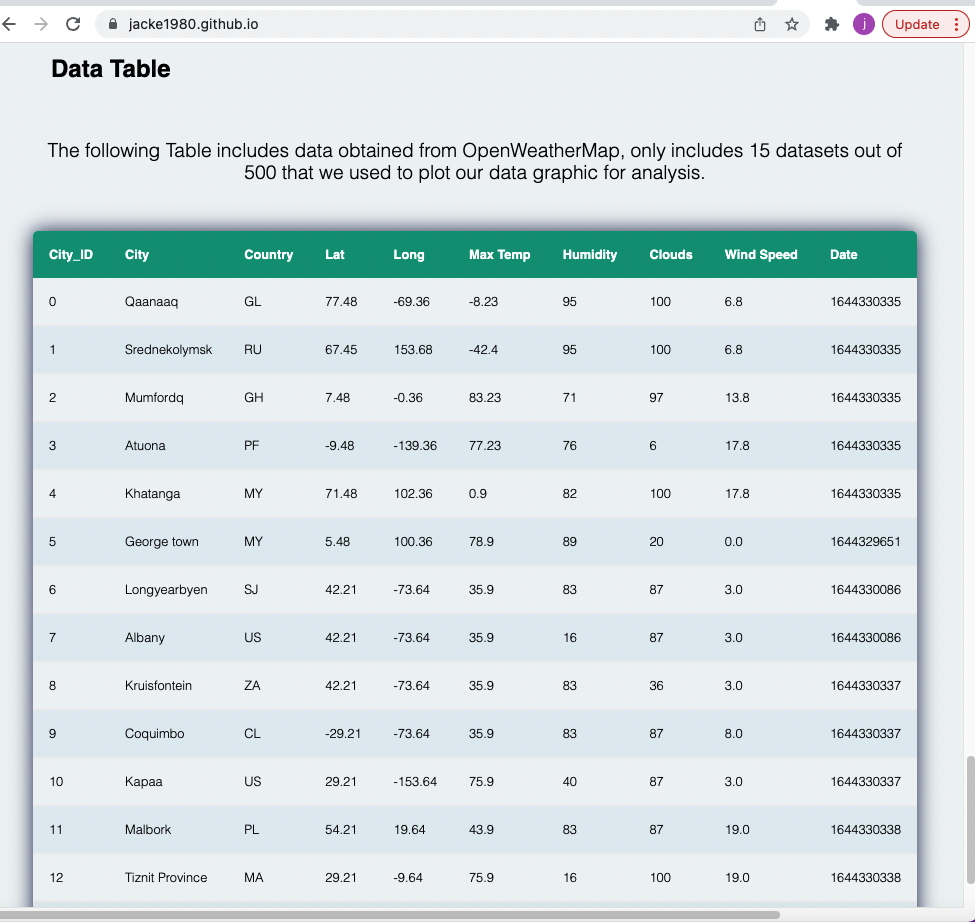 jacke1980.github.io
j
Update
Data Table
The following Table includes data obtained from OpenWeatherMap, only includes 15 datasets out of
500 that we used to plot our data graphic for analysis.
City_ID City Country Lat Long Max Temp Humidity Clouds Wind Speed Date
0 Qaanaaq GL 77.48 -69.36 -8.23 95 100 6.8 1644330335
1 Srednekolymsk RU 67.45 153.68 -42.4 95 100 6.8 1644330335
2 Mumfordq GH 7.48 -0.36 83.23 71 97 13.8 1644330335
3 Atuona PF -9.48 -139.36 77.23 76 6 17.8 1644330335
4 Khatanga MY 71.48 102.36 0.9 82 100 17.8 1644330335
5 George town MY 5.48 100.36 78.9 89 20 0.0 1644329651
6 Longyearbyen SJ 42.21 -73.64 35.9 83 87 3.0 1644330086
7 Albany US 42.21 -73.64 35.9 16 87 3.0 1644330086
8 Kruisfontein ZA 42.21 -73.64 35.9 83 36 3.0 1644330337
9 Coquimbo CL -29.21 -73.64 35.9 83 87 8.0 1644330337
10 Kapaa US 29.21 -153.64 75.9 40 87 3.0 1644330337
11 Malbork PL 54.21 19.64 43.9 83 87 19.0 1644330338
12 Tiznit Province MA 29.21 -9.64 75.9 16 100 19.0 1644330338